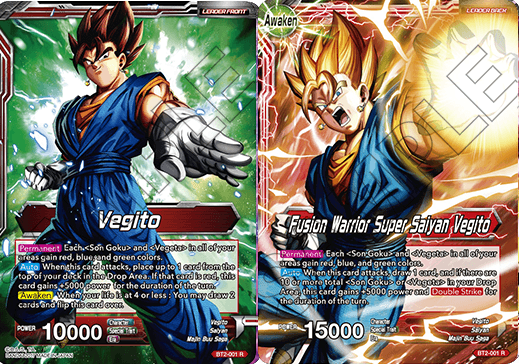 LEADER FRONT
Vegito
Permanent Each <Son Goku> and <Vegeta> in all of your
areas gain red, blue, and green colors.
Auto When this card attacks, place up to 1 card from the
top of your deck in the Drop Area. If that card is red, this
card gains +5000 power for the duration of the turn.
Awaken When your life is at 4 or less : You may draw 2
cards and flip this card over.
POWER 10000
Character Vegito
Special Trait Saiyan
Era Majin Buu Saga
BANDAI 2017 MADE IN JAPAN
BT2-001 R
Awaken
LEADER BACK
Fusion Warrior Super Saiyan Vegito
Permanent Each <Son Goku> and <Vegeta> in all of your
areas gain red, blue, and green colors.
Auto When this card attacks, draw 1 card, and if there are
10 or more total <Son Goku> or <Vegeta> in your Drop
Area, this card gains +5000 power and Double Strike for
the duration of the turn.
POWER 15000
Character Vegito
Special Trait Saiyan
Era Majin Buu Saga
BT2-001 R